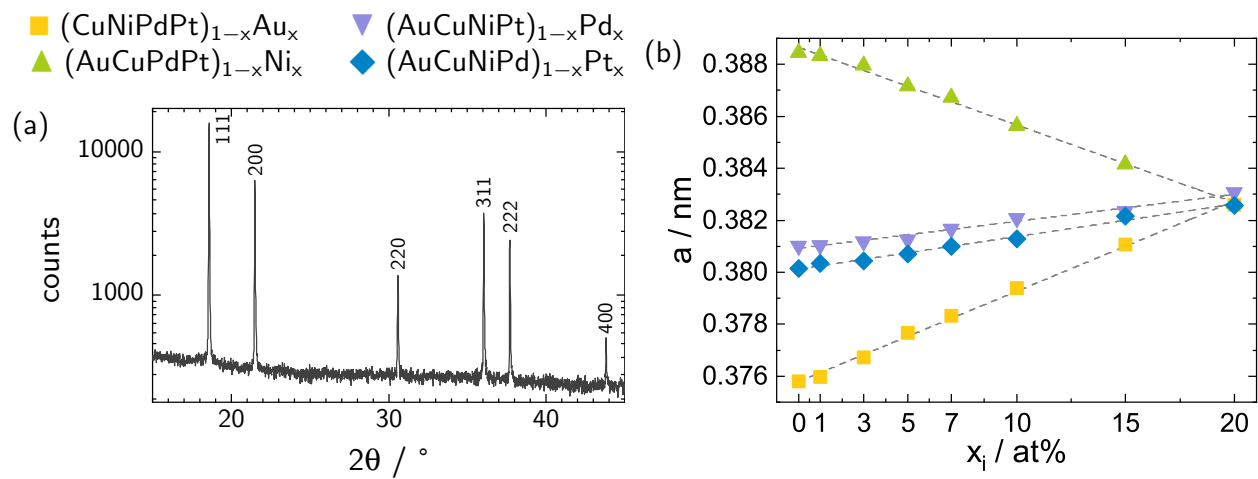 (CuNiPdPt)₁₋ₓAuₓ (AuCuNiPt)₁₋ₓPdₓ
(AuCuPdPt)₁₋ₓNiₓ (AuCuNiPd)₁₋ₓPtₓ
(a)
counts
10000
1000
111
200
220
311
222
400
20 30 40
2θ / °
(b)
a / nm
0.388
0.386
0.384
0.382
0.380
0.378
0.376
0 1 3 5 7 10 15 20
xᵢ / at%